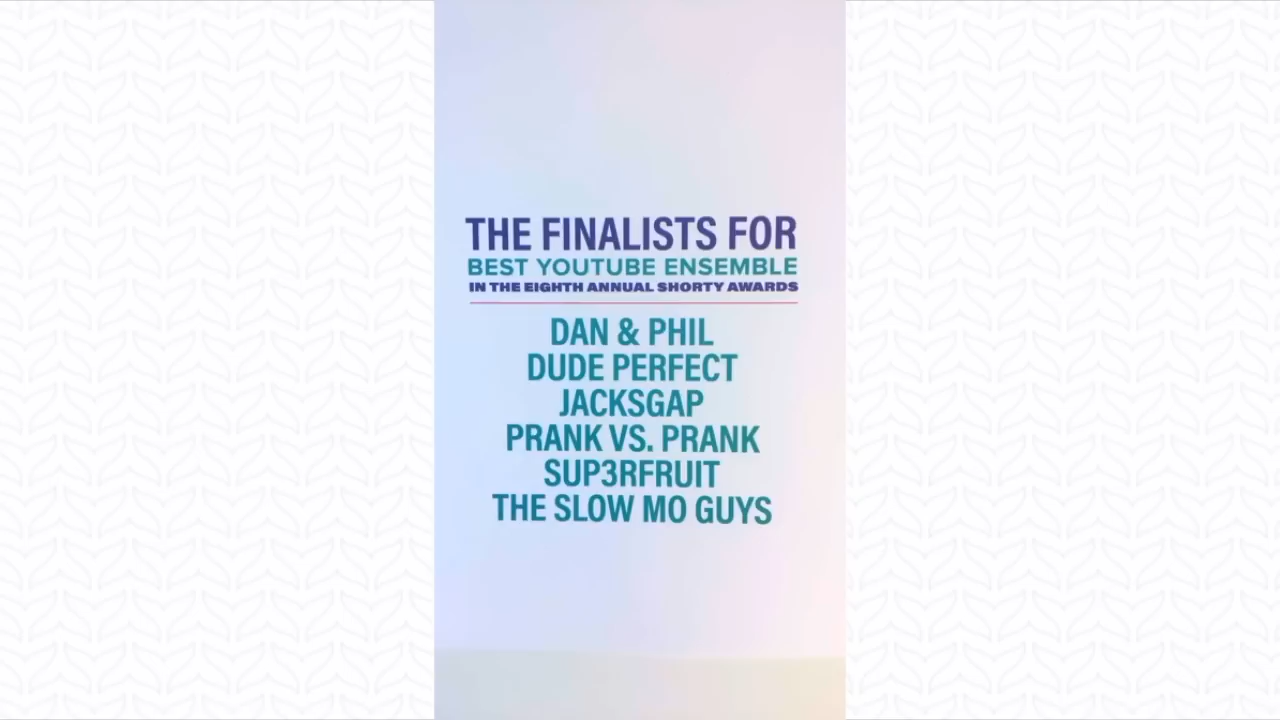 THE FINALISTS FOR
BEST YOUTUBE ENSEMBLE
IN THE EIGHTH ANNUAL SHORTY AWARDS
DAN & PHIL
DUDE PERFECT
JACKSGAP
PRANK VS. PRANK
SUP3RFRUIT
THE SLOW MO GUYS